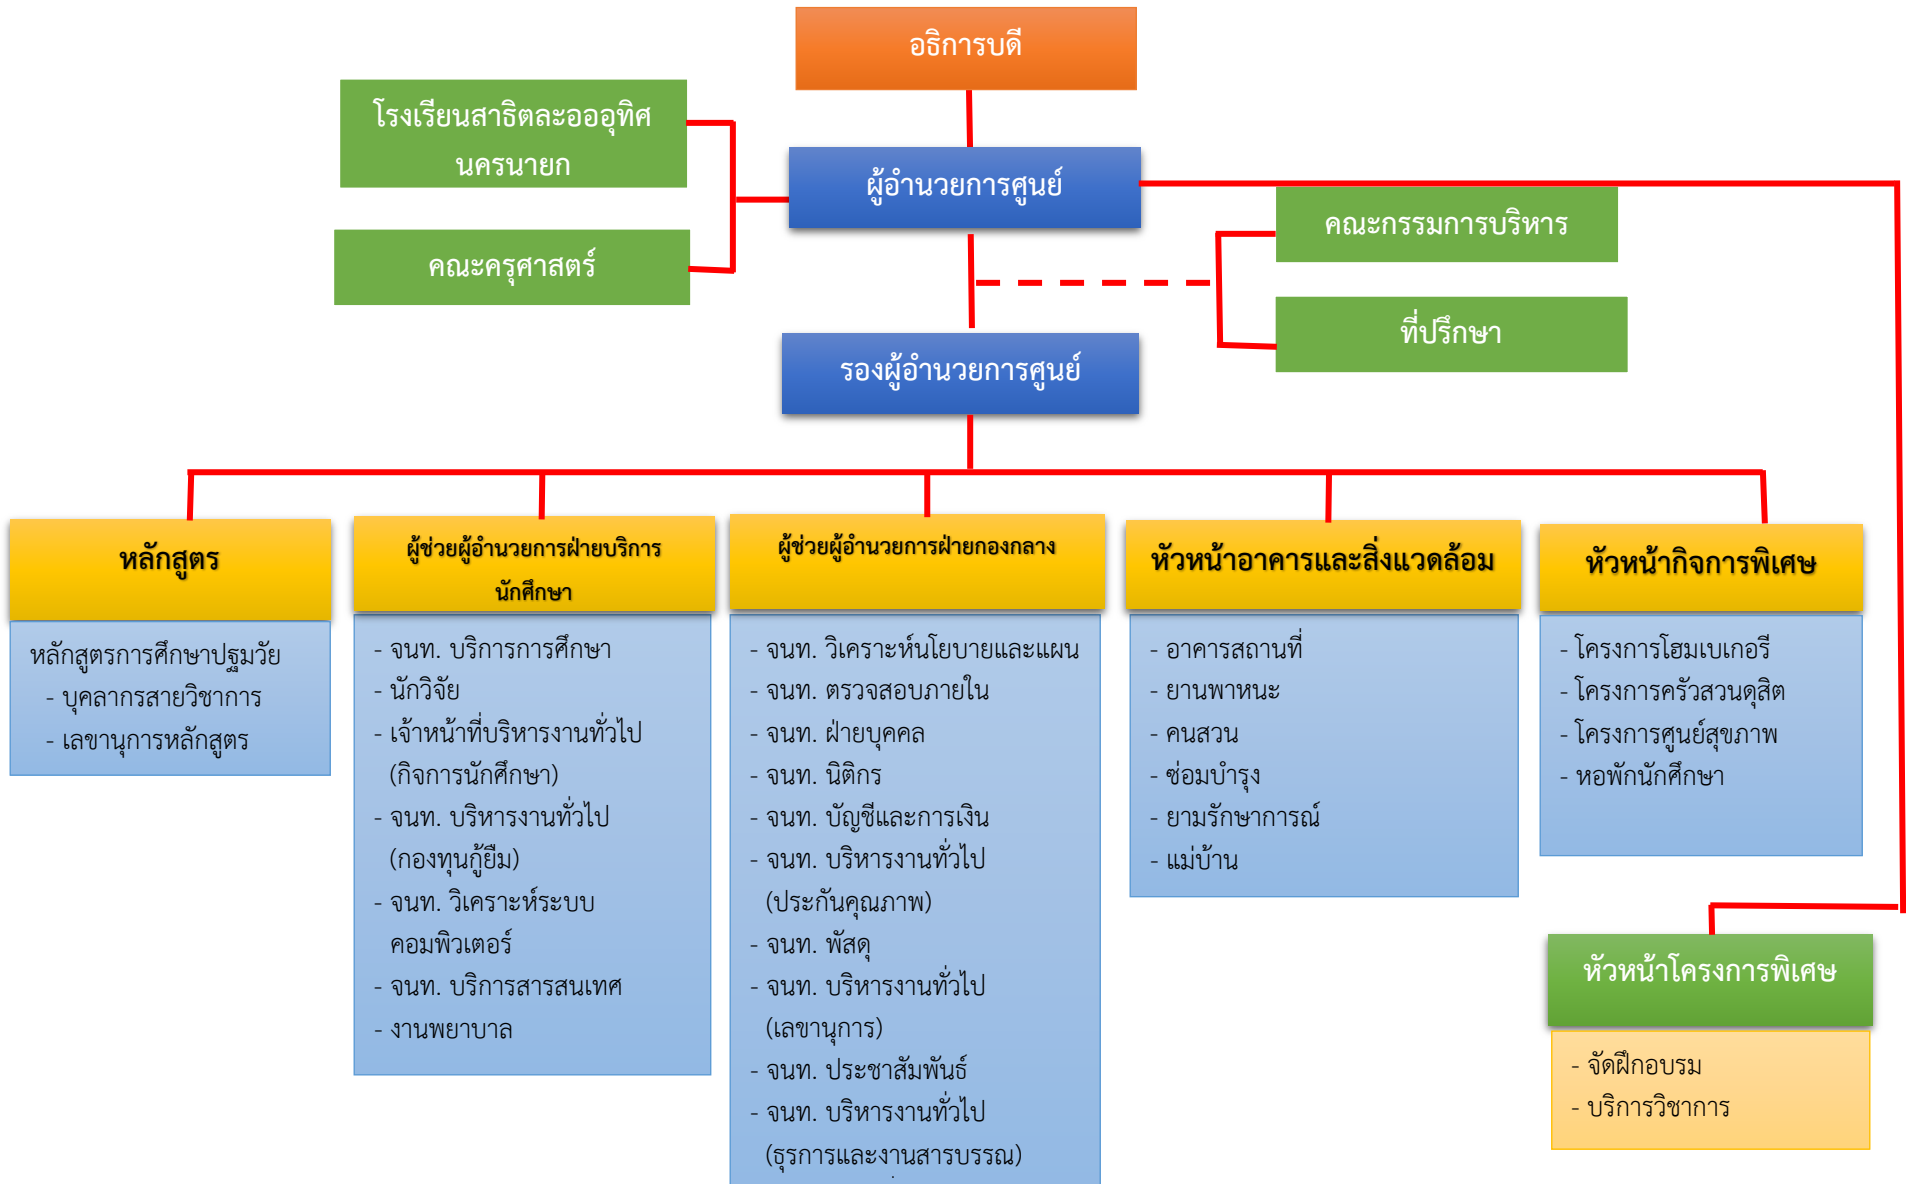 อธิการบดี
โรงเรียนสาธิตละอออุทิศ
นครนายก
ผู้อำนวยการศูนย์
คณะกรรมการบริหาร
คณะครุศาสตร์
ที่ปรึกษา
รองผู้อำนวยการศูนย์
หลักสูตร
หลักสูตรการศึกษาปฐมวัย
- บุคลากรสายวิชาการ
- เลขานุการหลักสูตร
ผู้ช่วยผู้อำนวยการฝ่ายบริการ
นักศึกษา
- จนท. บริการการศึกษา
- นักวิจัย
- เจ้าหน้าที่บริหารงานทั่วไป
(กิจการนักศึกษา)
- จนท. บริหารงานทั่วไป
(กองทุนกู้ยืม)
- จนท. วิเคราะห์ระบบ
คอมพิวเตอร์
- จนท. บริการสารสนเทศ
- งานพยาบาล
ผู้ช่วยผู้อำนวยการฝ่ายกองกลาง
- จนท. วิเคราะห์นโยบายและแผน
- จนท. ตรวจสอบภายใน
- จนท. ฝ่ายบุคคล
- จนท. นิติกร
- จนท. บัญชีและการเงิน
- จนท. บริหารงานทั่วไป
(ประกันคุณภาพ)
- จนท. พัสดุ
- จนท. บริหารงานทั่วไป
(เลขานุการ)
- จนท. ประชาสัมพันธ์
- จนท. บริหารงานทั่วไป
(ธุรการและงานสารบรรณ)
หัวหน้าอาคารและสิ่งแวดล้อม
- อาคารสถานที่
- ยานพาหนะ
- คนสวน
- ซ่อมบำรุง
- ยามรักษาการณ์
- แม่บ้าน
หัวหน้ากิจการพิเศษ
- โครงการโฮมเบเกอรี
- โครงการครัวสวนดุสิต
- โครงการศูนย์สุขภาพ
- หอพักนักศึกษา
หัวหน้าโครงการพิเศษ
- จัดฝึกอบรม
- บริการวิชาการ